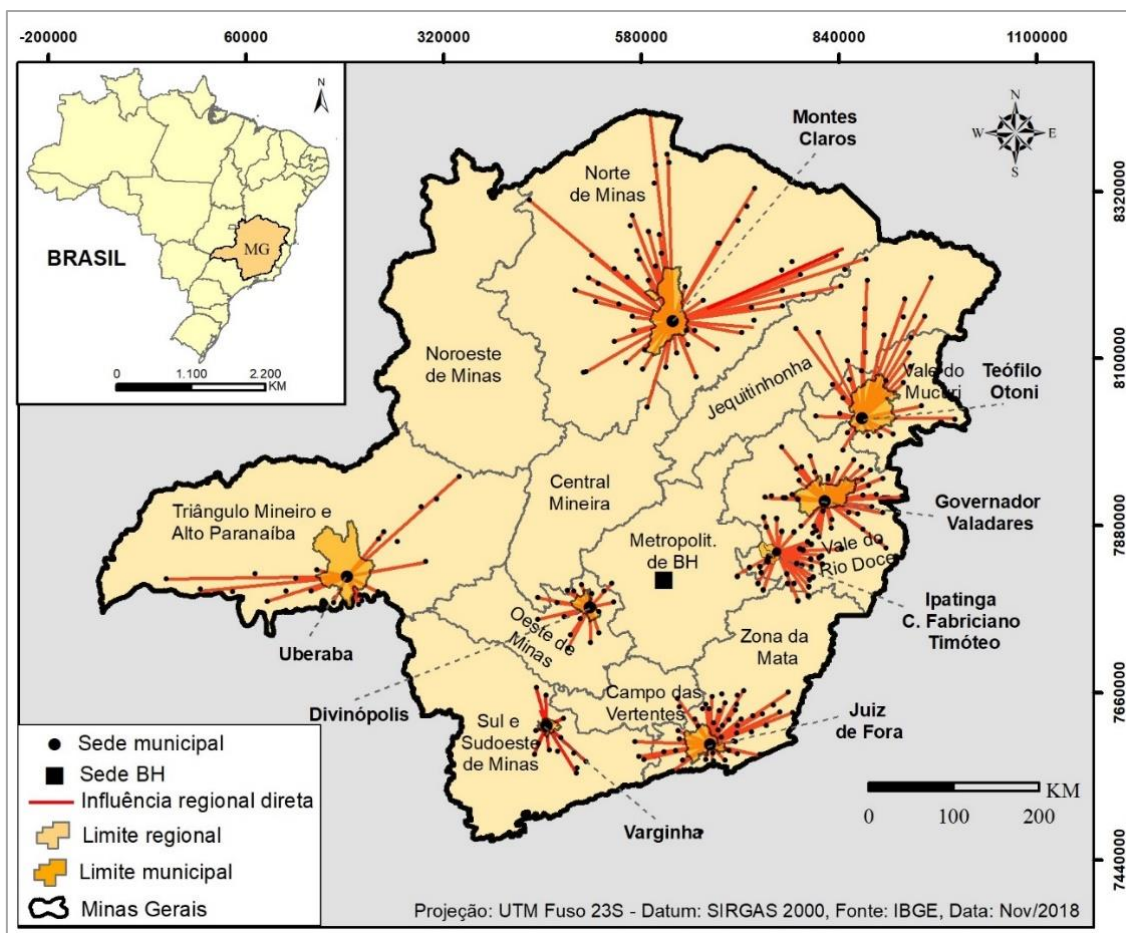 -200000
60000
320000
580000
840000
1100000
N
BRASIL
MG
0
1.100
2.200
KM
N
W
E
S
8320000
8100000
7880000
7660000
7440000
Montes
Claros
Norte
de Minas
Noroeste
de Minas
Jequitinhonha
Vale do
Mucuri
Teófilo
Otoni
Central
Mineira
Triângulo Mineiro e
Alto Paranaíba
Governador
Valadares
Metropolit.
de BH
Vale do
Rio Doce
Ipatinga
C. Fabriciano
Timóteo
Oeste de
Minas
Zona da
Mata
Uberaba
Divinópolis
Campo das
Vertentes
Sul e
Sudoeste
de Minas
Juiz
de Fora
Varginha
Sede municipal
Sede BH
Influência regional direta
Limite regional
Limite municipal
Minas Gerais
KM
0
100
200
Projeção: UTM Fuso 23S - Datum: SIRGAS 2000, Fonte: IBGE, Data: Nov/2018